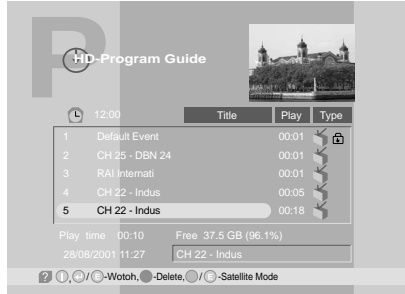 P
HD-Program Guide
12:00 Title Play Type
1 Default Event 00:01
2 CH 25 - DBN 24 00:01
3 RAI Internati 00:01
4 CH 22 - Indus 00:05
5 CH 22 - Indus 00:18
Play time 00:10 Free 37.5 GB (96.1%)
28/08/2001 11:27 CH 22 - Indus
? /E-Wotoh, -Delete, /E-Satellite Mode